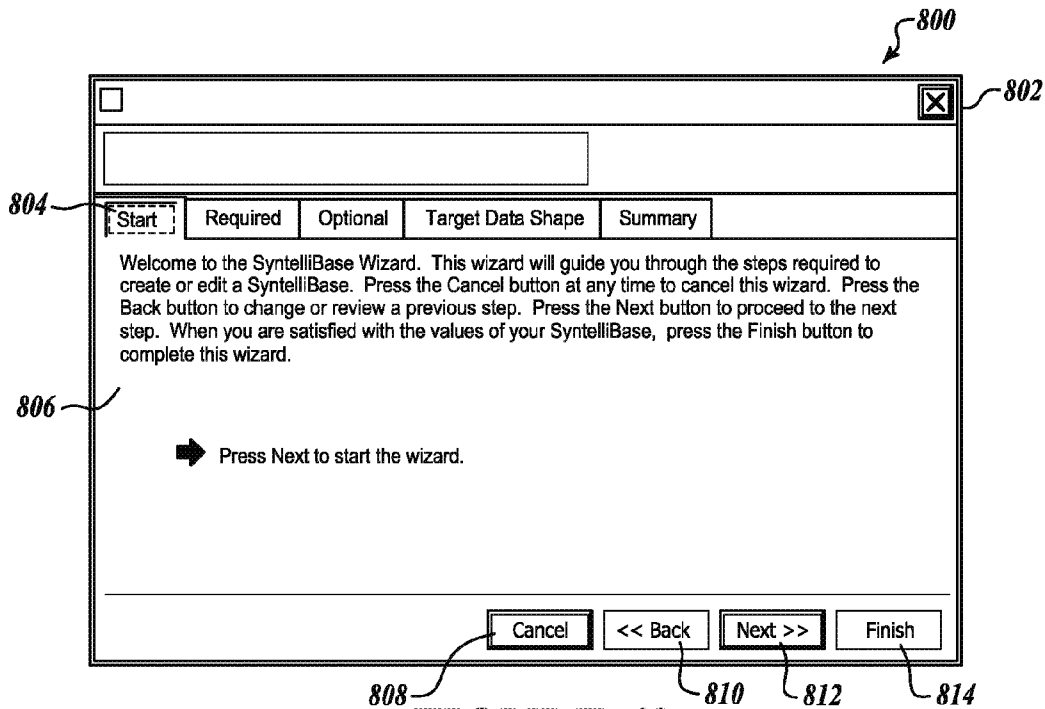 800
802
804
Start Required Optional Target Data Shape Summary
Welcome to the SyntelliBase Wizard. This wizard will guide you through the steps required to
create or edit a SyntelliBase. Press the Cancel button at any time to cancel this wizard. Press the
Back button to change or review a previous step. Press the Next button to proceed to the next
step. When you are satisfied with the values of your SyntelliBase, press the Finish button to
complete this wizard.
806
Press Next to start the wizard.
Cancel << Back Next >> Finish
808 810 812 814